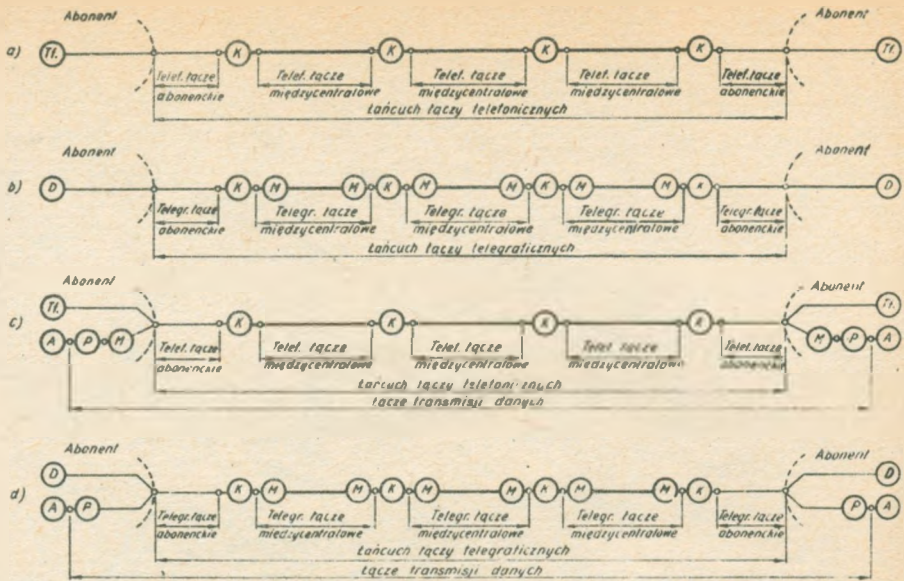 Abonent Abonent
a) Tf. K K K K Tf.
Telef. łącze Telef. łącze Telef. łącze Telef. łącze Telef. łącze
abonenckie międzycentralowe międzycentralowe międzycentralowe abonenckie
Łańcuch łączy telefonicznych
Abonent Abonent
b) D K M M K M M K M M K D
Telegr. łącze Telegr. łącze Telegr. łącze Telegr. łącze Telegr. łącze
abonenckie międzycentralowe międzycentralowe międzycentralowe abonenckie
Łańcuch łączy telegraficznych
Abonent Abonent
Tf. Tf.
c) K K K K
A P M M P A
Telef. łącze Telef. łącze Telef. łącze Telef. łącze Telef. łącze
abonenckie międzycentralowe międzycentralowe międzycentralowe abonenckie
Łańcuch łączy telefonicznych
Łącze transmisji danych
Abonent Abonent
D D
d) K M M K M M K M M K
A P P A
Telegr. łącze Telegr. łącze Telegr. łącze Telegr. łącze Telegr. łącze
abonenckie międzycentralowe międzycentralowe międzycentralowe abonenckie
Łańcuch łączy telegraficznych
Łącze transmisji danych